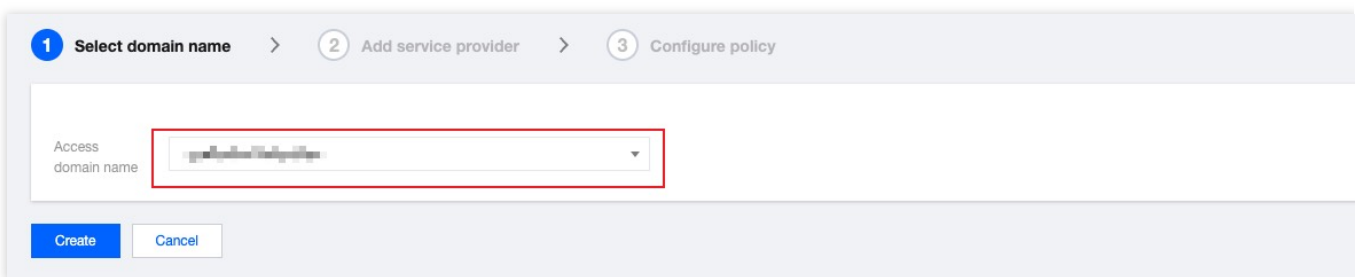 1 Select domain name > 2 Add service provider > 3 Configure policy
Access
domain name
Create Cancel